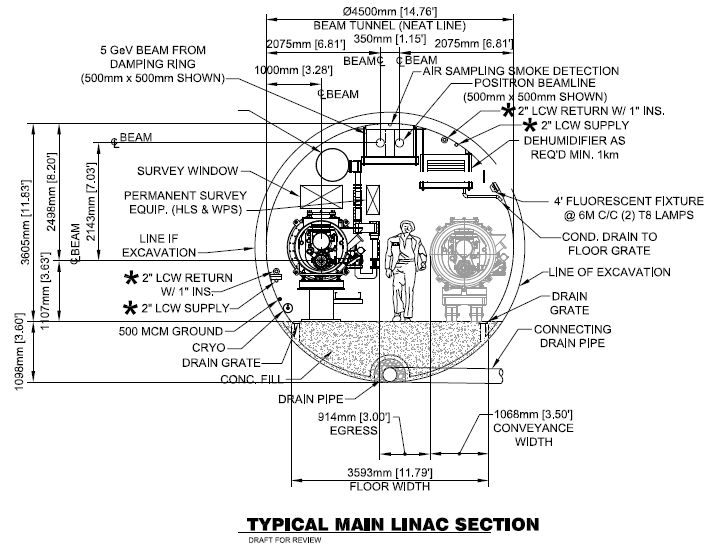 Ø4500mm [14.76']
BEAM TUNNEL (NEAT LINE)
2075mm [6.81']
350mm [1.15']
2075mm [6.81']
5 GeV BEAM FROM
DAMPING RING
(500mm x 500mm SHOWN)
BEAM
BEAM
1000mm [3.28']
BEAM
AIR SAMPLING SMOKE DETECTION
POSITRON BEAMLINE
(500mm x 500mm SHOWN)
* 2" LCW RETURN W/ 1" INS.
* 2" LCW SUPPLY
DEHUMIDIFIER AS
REQ'D MIN. 1km
BEAM
SURVEY WINDOW
PERMANENT SURVEY
EQUIP. (HLS & WPS)
4' FLUORESCENT FIXTURE
@ 6M C/C (2) T8 LAMPS
COND. DRAIN TO
FLOOR GRATE
LINE OF EXCAVATION
LINE IF
EXCAVATION
3605mm [11.83']
2498mm [8.20']
2143mm [7.03']
BEAM
1107mm [3.63']
1098mm [3.60']
* 2" LCW RETURN
W/ 1" INS.
* 2" LCW SUPPLY
500 MCM GROUND
CRYO
DRAIN GRATE
CONC. FILL
DRAIN PIPE
DRAIN
GRATE
CONNECTING
DRAIN PIPE
914mm [3.00']
EGRESS
1068mm [3,50']
CONVEYANCE
WIDTH
3593mm [11.79']
FLOOR WIDTH
TYPICAL MAIN LINAC SECTION
DRAFT FOR REVIEW